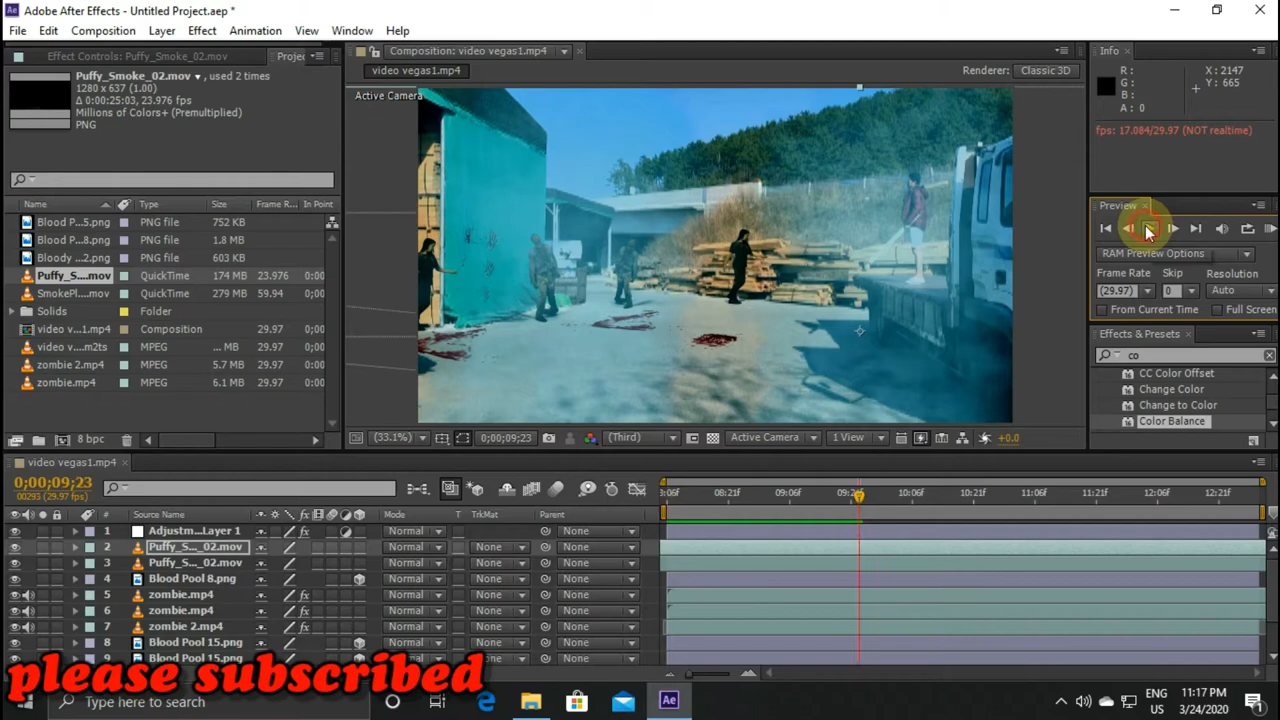 Adobe After Effects - Untitled Project.aep *
File Edit Composition Layer Effect Animation View Window Help
Effect Controls: Puffy_Smoke_02.mov Projec
Puffy_Smoke_02.mov ▼, used 2 times
1280 x 637 (1.00)
Δ 0:00:25:03, 23.976 fps
Millions of Colors+ (Premultiplied)
PNG
Name Type Size Frame R... In Point
Blood P...5.png PNG file 752 KB
Blood P...8.png PNG file 1.8 MB
Bloody ...2.png PNG file 603 KB
Puffy_S....mov QuickTime 174 MB 23.976 0;0
SmokePl....mov QuickTime 279 MB 59.94 0;0
Solids Folder
video v...1.mp4 Composition 29.97 0;0
video v....m2ts MPEG ... MB 29.97 0;0
zombie 2.mp4 MPEG 5.7 MB 29.97 0;0
zombie.mp4 MPEG 6.1 MB 29.97 0;0
8 bpc
Composition: video vegas1.mp4
video vegas1.mp4
Renderer: Classic 3D
Active Camera
(33.1%) 0;00;09;23 (Third) Active Camera 1 View +0.0
Info
R :
G :
B :
A : 0
X : 2147
Y : 665
fps: 17.084/29.97 (NOT realtime)
Preview
RAM Preview Options
Frame Rate Skip Resolution
(29.97) 0 Auto
From Current Time Full Screen
Effects & Presets
co
CC Color Offset
Change Color
Change to Color
Color Balance
video vegas1.mp4
0;00;09;23
00293 (29.97 fps)
8:06f 08:21f 09:06f 09:2 10:06f 10:21f 11:06f 11:21f 12:06f 12:21f
# Source Name Mode T TrkMat Parent
1 Adjustm...Layer 1 Normal None
2 Puffy_S..._02.mov Normal None None
3 Puffy_S..._02.mov Normal None None
4 Blood Pool 8.png Normal None None
5 zombie.mp4 Normal None None
6 zombie.mp4 Normal None None
7 zombie 2.mp4 Normal None None
8 Blood Pool 15.png Normal None None
9 Blood Pool 15.png Normal None None
please subscribed
Type here to search
ENG
US
11:17 PM
3/24/2020